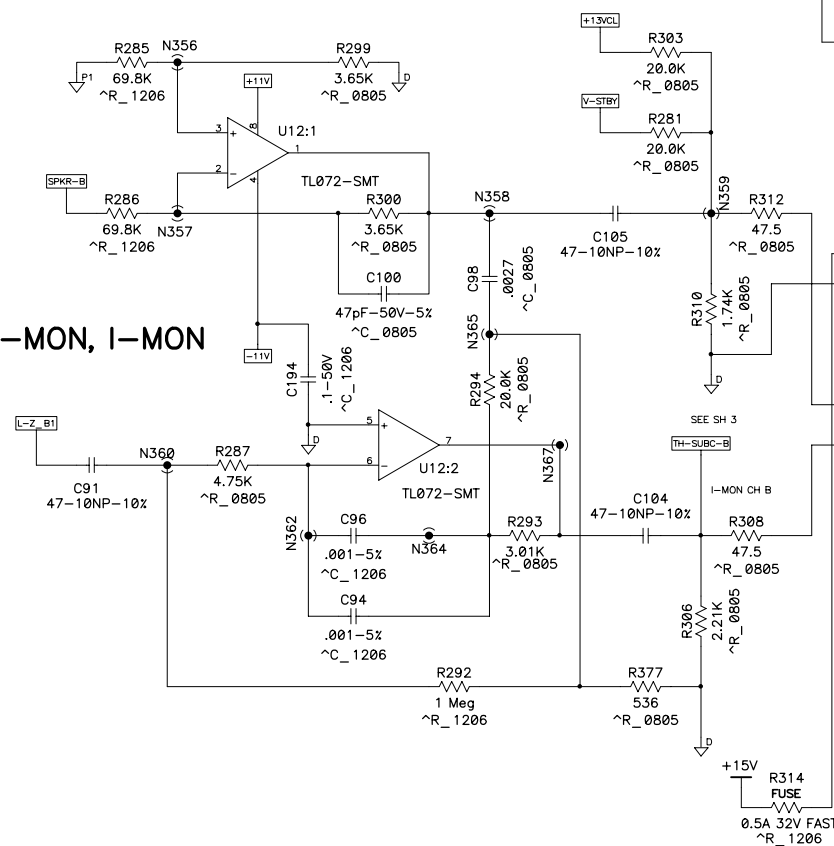 +13VCL
R303
20.0K
^R_0805
R285
N356
R299
P1
69.8K
^R_1206
3.65K
^R_0805
D
+11V
V-STBY
R281
20.0K
^R_0805
3
+
8
U12:1
1
2
-
4
TL072-SMT
SPKR-B
R286
69.8K
^R_1206
N357
R300
3.65K
^R_0805
N358
N359
R312
47.5
^R_0805
C105
47-10NP-10%
C100
47pF-50V-5%
^C_0805
C98
.0027
^C_0805
R310
1.74K
^R_0805
D
-MON, I-MON
-11V
N365
C194
.1-50V
^C_1206
D
R294
20.0K
^R_0805
SEE SH 3
TH-SUBC-B
L-Z_B1
5
+
7
6
-
U12:2
TL072-SMT
N360
R287
4.75K
^R_0805
C91
47-10NP-10%
N367
I-MON CH B
C104
47-10NP-10%
R308
47.5
^R_0805
N362
C96
.001-5%
^C_1206
N364
R293
3.01K
^R_0805
C94
.001-5%
^C_1206
R306
2.21K
^R_0805
R292
1 Meg
^R_1206
R377
536
^R_0805
D
+15V
R314
FUSE
0.5A 32V FAST
^R_1206